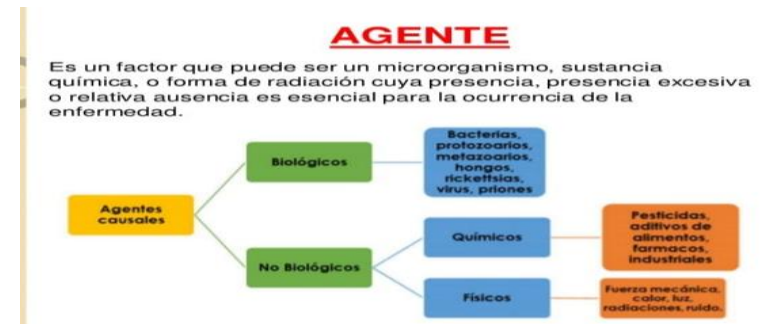 AGENTE
Es un factor que puede ser un microorganismo, sustancia
química, o forma de radiación cuya presencia, presencia excesiva
o relativa ausencia es esencial para la ocurrencia de la
enfermedad.
Agentes
causales
Biológicos
Bacterias,
protozoarios,
metazoarios,
hongos,
rickettsias,
virus, priones
No Biológicos
Químicos
Pesticidas,
aditivos de
alimentos,
farmacos,
industriales
Físicos
Fuerza mecánica,
calor, luz,
radiaciones, ruido.